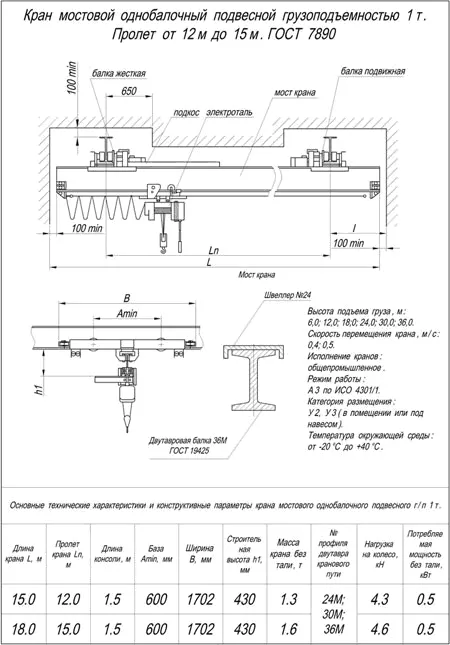 Кран мостовой однобалочный подвесной грузоподъемностью 1 т.
Пролет от 12 м до 15 м. ГОСТ 7890
100 min
балка жесткая
балка подвижная
650
мост крана
подкос
электроталь
100 min
Ln
l
100 min
L
Мост крана
B
Amin
h1
Швеллер №24
Двутавровая балка 36М
ГОСТ 19425
Высота подъема груза, м:
6,0; 12,0; 18,0; 24,0; 30,0; 36,0.
Скорость перемещения крана, м/с:
0,4; 0,5.
Исполнение кранов:
общепромышленное.
Режим работы:
А 3 по ИСО 4301/1.
Категория размещения:
У 2, У 3 (в помещении или под
навесом).
Температура окружающей среды:
от -20 °С до +40 °С.
Основные технические характеристики и конструктивные параметры крана мостового однобалочного подвесного г/п 1 т.
Длина крана L, м
Пролет крана Ln, м
Длина консоли, м
База Amin, мм
Ширина B, мм
Строительная высота h1, мм
Масса крана без тали, т
№ профиля двутавра кранового пути
Нагрузка на колесо, кН
Потребляемая мощность без тали, кВт
15.0 12.0 1.5 600 1702 430 1.3 24М; 4.3 0.5
30М;
18.0 15.0 1.5 600 1702 430 1.6 36М 4.6 0.5